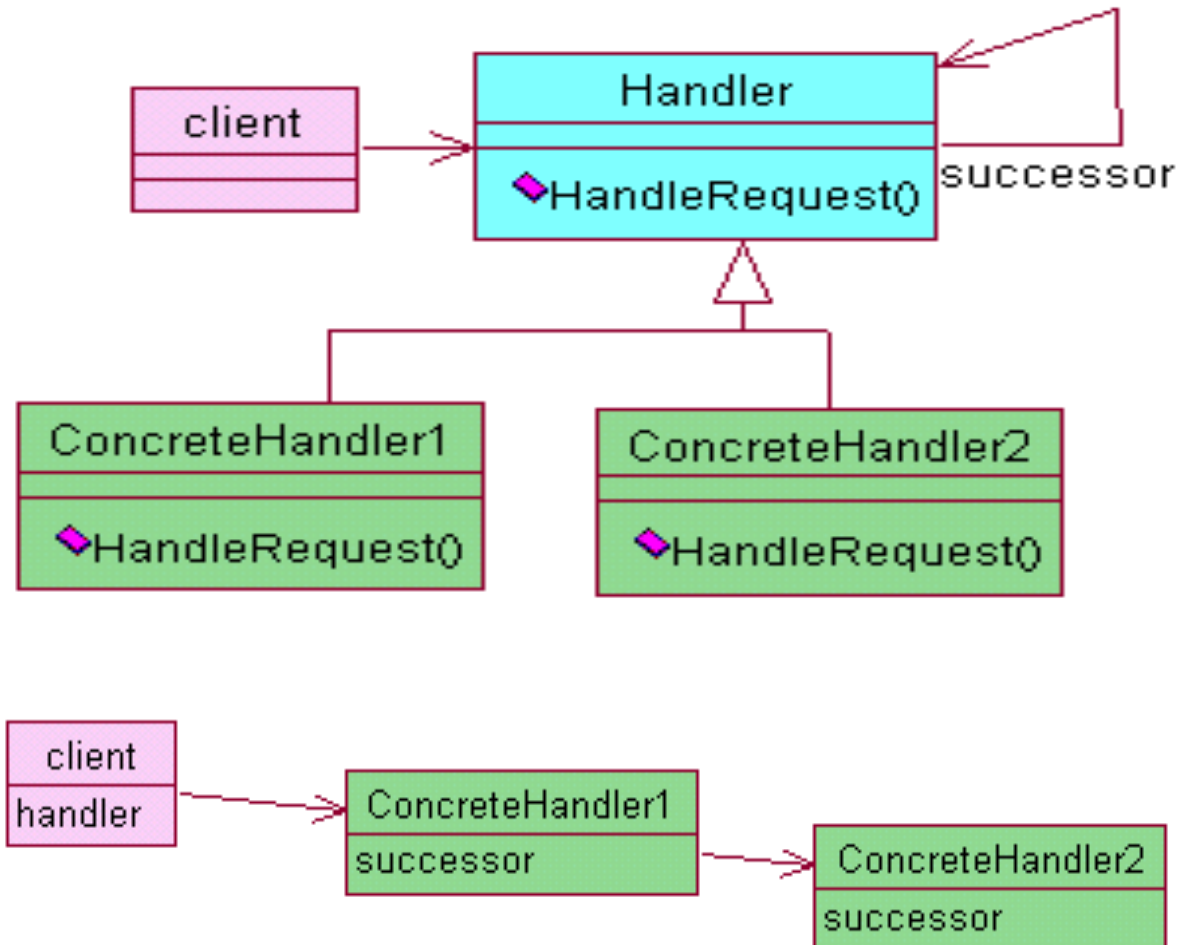 Handler
client
HandleRequest()
successor
ConcreteHandler1
HandleRequest()
ConcreteHandler2
HandleRequest()
client
handler
ConcreteHandler1
successor
ConcreteHandler2
successor